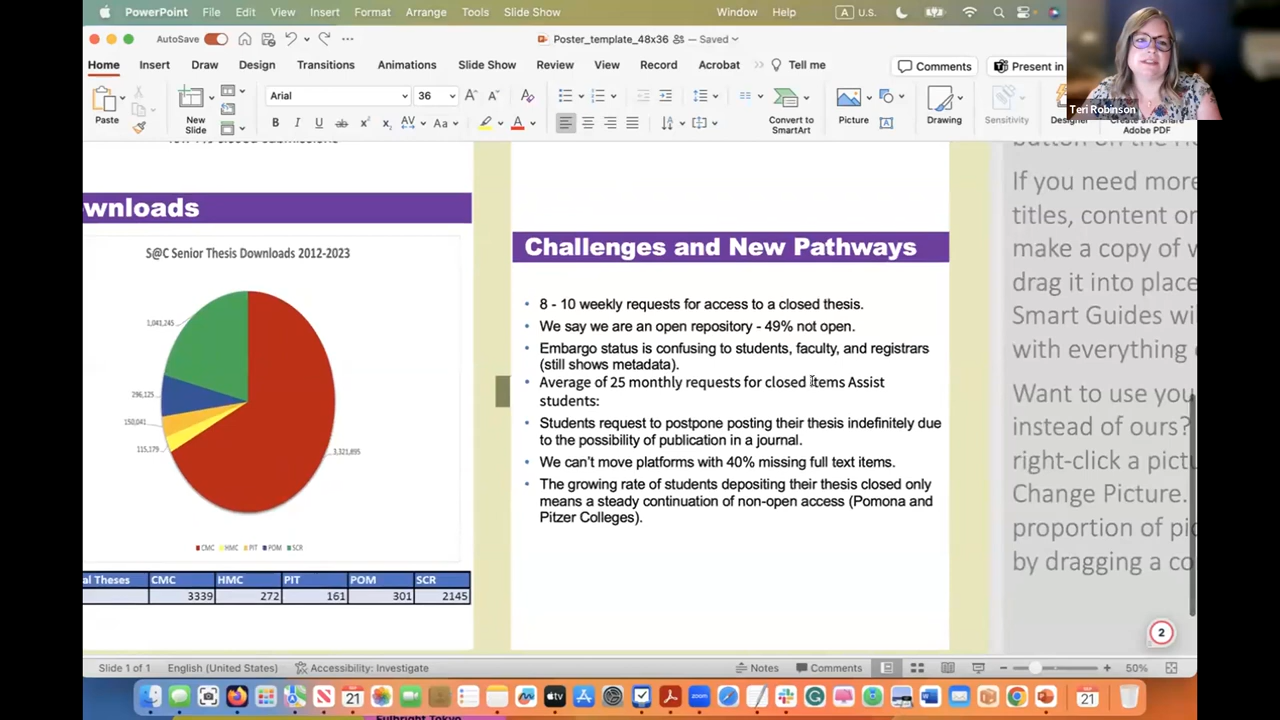 PowerPoint File Edit View Insert Format Arrange Tools Slide Show Window Help A U.S.
AutoSave Poster_template_48x36 — Saved
Home Insert Draw Design Transitions Animations Slide Show Review View Record Acrobat Tell me Comments Present in
Arial 36
Paste New Slide Convert to SmartArt Picture Drawing Sensitivity Create and Share Adobe PDF
Teri Robinson
wnloads
S@C Senior Thesis Downloads 2012-2023
1,041,245
296,125
150,041
115,179
3,321,895
CMC HMC PIT POM SCR
al Theses CMC HMC PIT POM SCR
3339 272 161 301 2145
Challenges and New Pathways
• 8 - 10 weekly requests for access to a closed thesis.
• We say we are an open repository - 49% not open.
• Embargo status is confusing to students, faculty, and registrars
(still shows metadata).
• Average of 25 monthly requests for closed items Assist
students:
• Students request to postpone posting their thesis indefinitely due
to the possibility of publication in a journal.
• We can't move platforms with 40% missing full text items.
• The growing rate of students depositing their thesis closed only
means a steady continuation of non-open access (Pomona and
Pitzer Colleges).
button on the
If you need more
titles, content or
make a copy of
drag it into place
Smart Guides
with everything
Want to use you
instead of ours?
right-click a
Change Picture.
proportion of
by dragging a
2
Slide 1 of 1 English (United States) Accessibility: Investigate Notes Comments 50%
SEP 21
SEP 21
Fulbright Tokyo